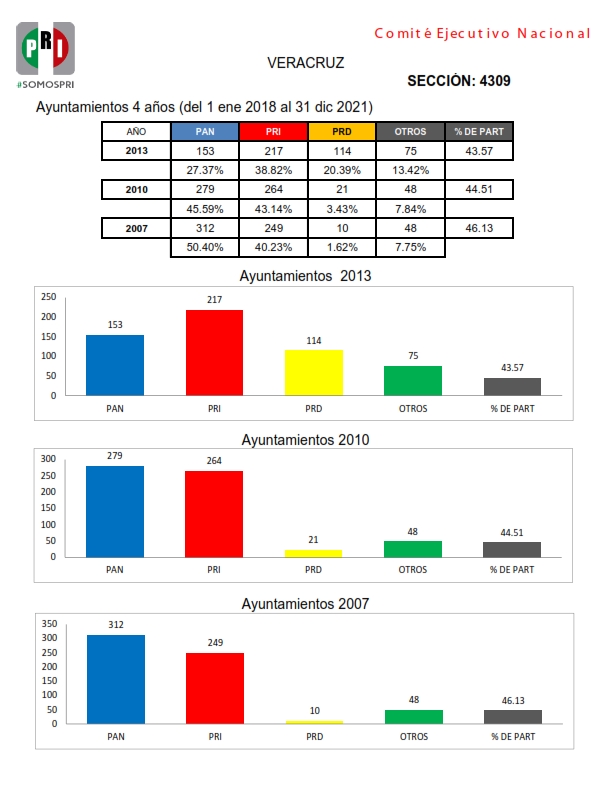 PRI
#SOMOSPRI
Comité Ejecutivo Nacional
VERACRUZ
SECCIÓN: 4309
Ayuntamientos 4 años (del 1 ene 2018 al 31 dic 2021)
AÑO PAN PRI PRD OTROS % DE PART
2013 153 217 114 75 43.57
27.37% 38.82% 20.39% 13.42%
2010 279 264 21 48 44.51
45.59% 43.14% 3.43% 7.84%
2007 312 249 10 48 46.13
50.40% 40.23% 1.62% 7.75%
Ayuntamientos 2013
250
200
150
100
50
0
153 217 114 75 43.57
PAN PRI PRD OTROS % DE PART
Ayuntamientos 2010
300
250
200
150
100
50
0
279 264 21 48 44.51
PAN PRI PRD OTROS % DE PART
Ayuntamientos 2007
350
300
250
200
150
100
50
0
312 249 10 48 46.13
PAN PRI PRD OTROS % DE PART